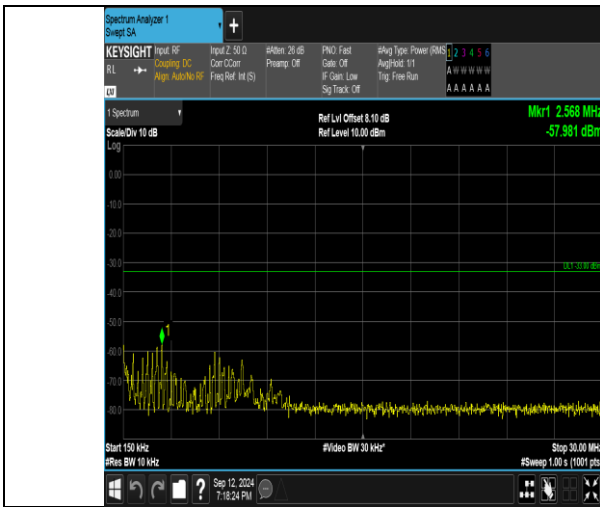 Spectrum Analyzer 1
Swept SA
KEYSIGHT Input: RF Input Z: 50 Ω #Atten: 26 dB PNO: Fast #Avg Type: Power (RMS 1 2 3 4 5 6
RL Coupling: DC Corr CCorr Preamp: Off Gate: Off Avg|Hold: 1/1 A W W W W W
Align: Auto/No RF Freq Ref: Int (S) IF Gain: Low Trig: Free Run
LXI Sig Track: Off A A A A A A
1 Spectrum Ref Lvl Offset 8.10 dB Mkr1 2.568 MHz
Scale/Div 10 dB Ref Level 10.00 dBm -57.981 dBm
Log
0.00
-10.0
-20.0
-30.0 DL1 -33.00 dBm
-40.0
-50.0
1
-60.0
-70.0
-80.0
Start 150 kHz #Video BW 30 kHz* Stop 30.00 MHz
#Res BW 10 kHz #Sweep 1.00 s (1001 pts
? Sep 12, 2024
7:18:24 PM